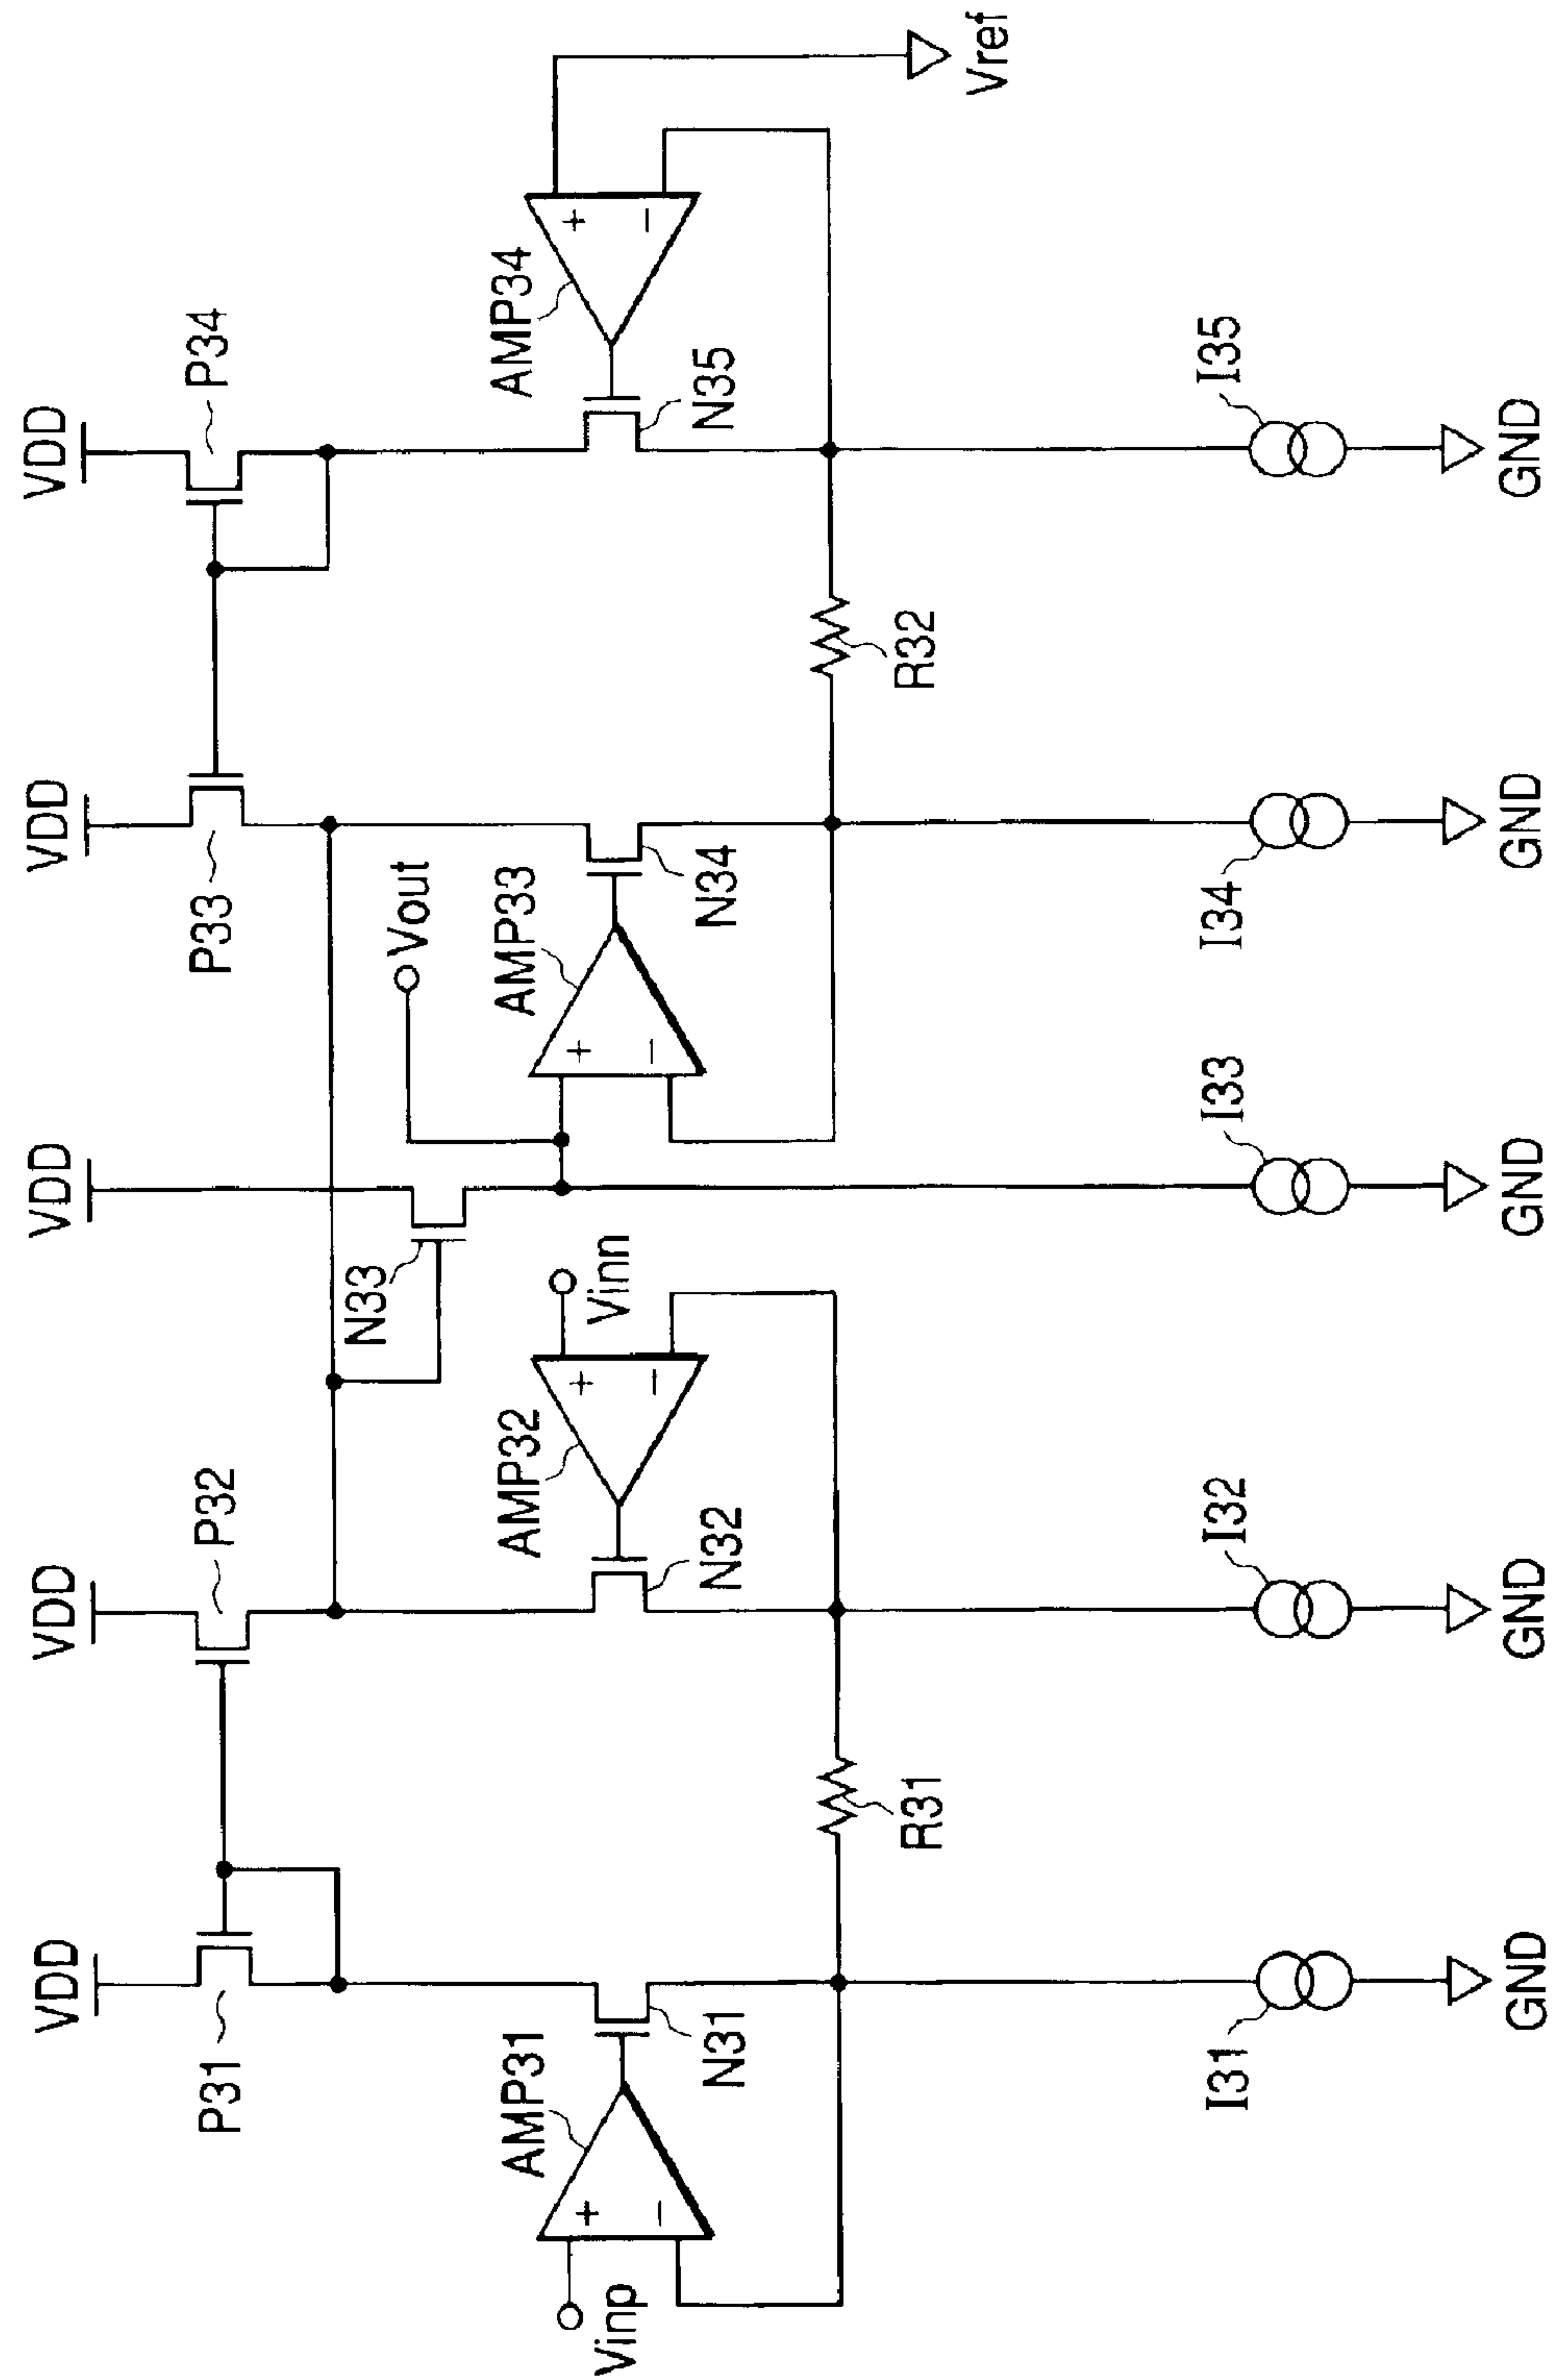 VDD
VDD
VDD
VDD
VDD
P31
P32
P33
P34
N33
Vout
AMP31
AMP32
AMP33
AMP34
+
−
+
−
+
−
+
−
Vinp
Vinn
Vref
N31
N32
N34
N35
R31
R32
I31
I32
I33
I34
I35
GND
GND
GND
GND
GND